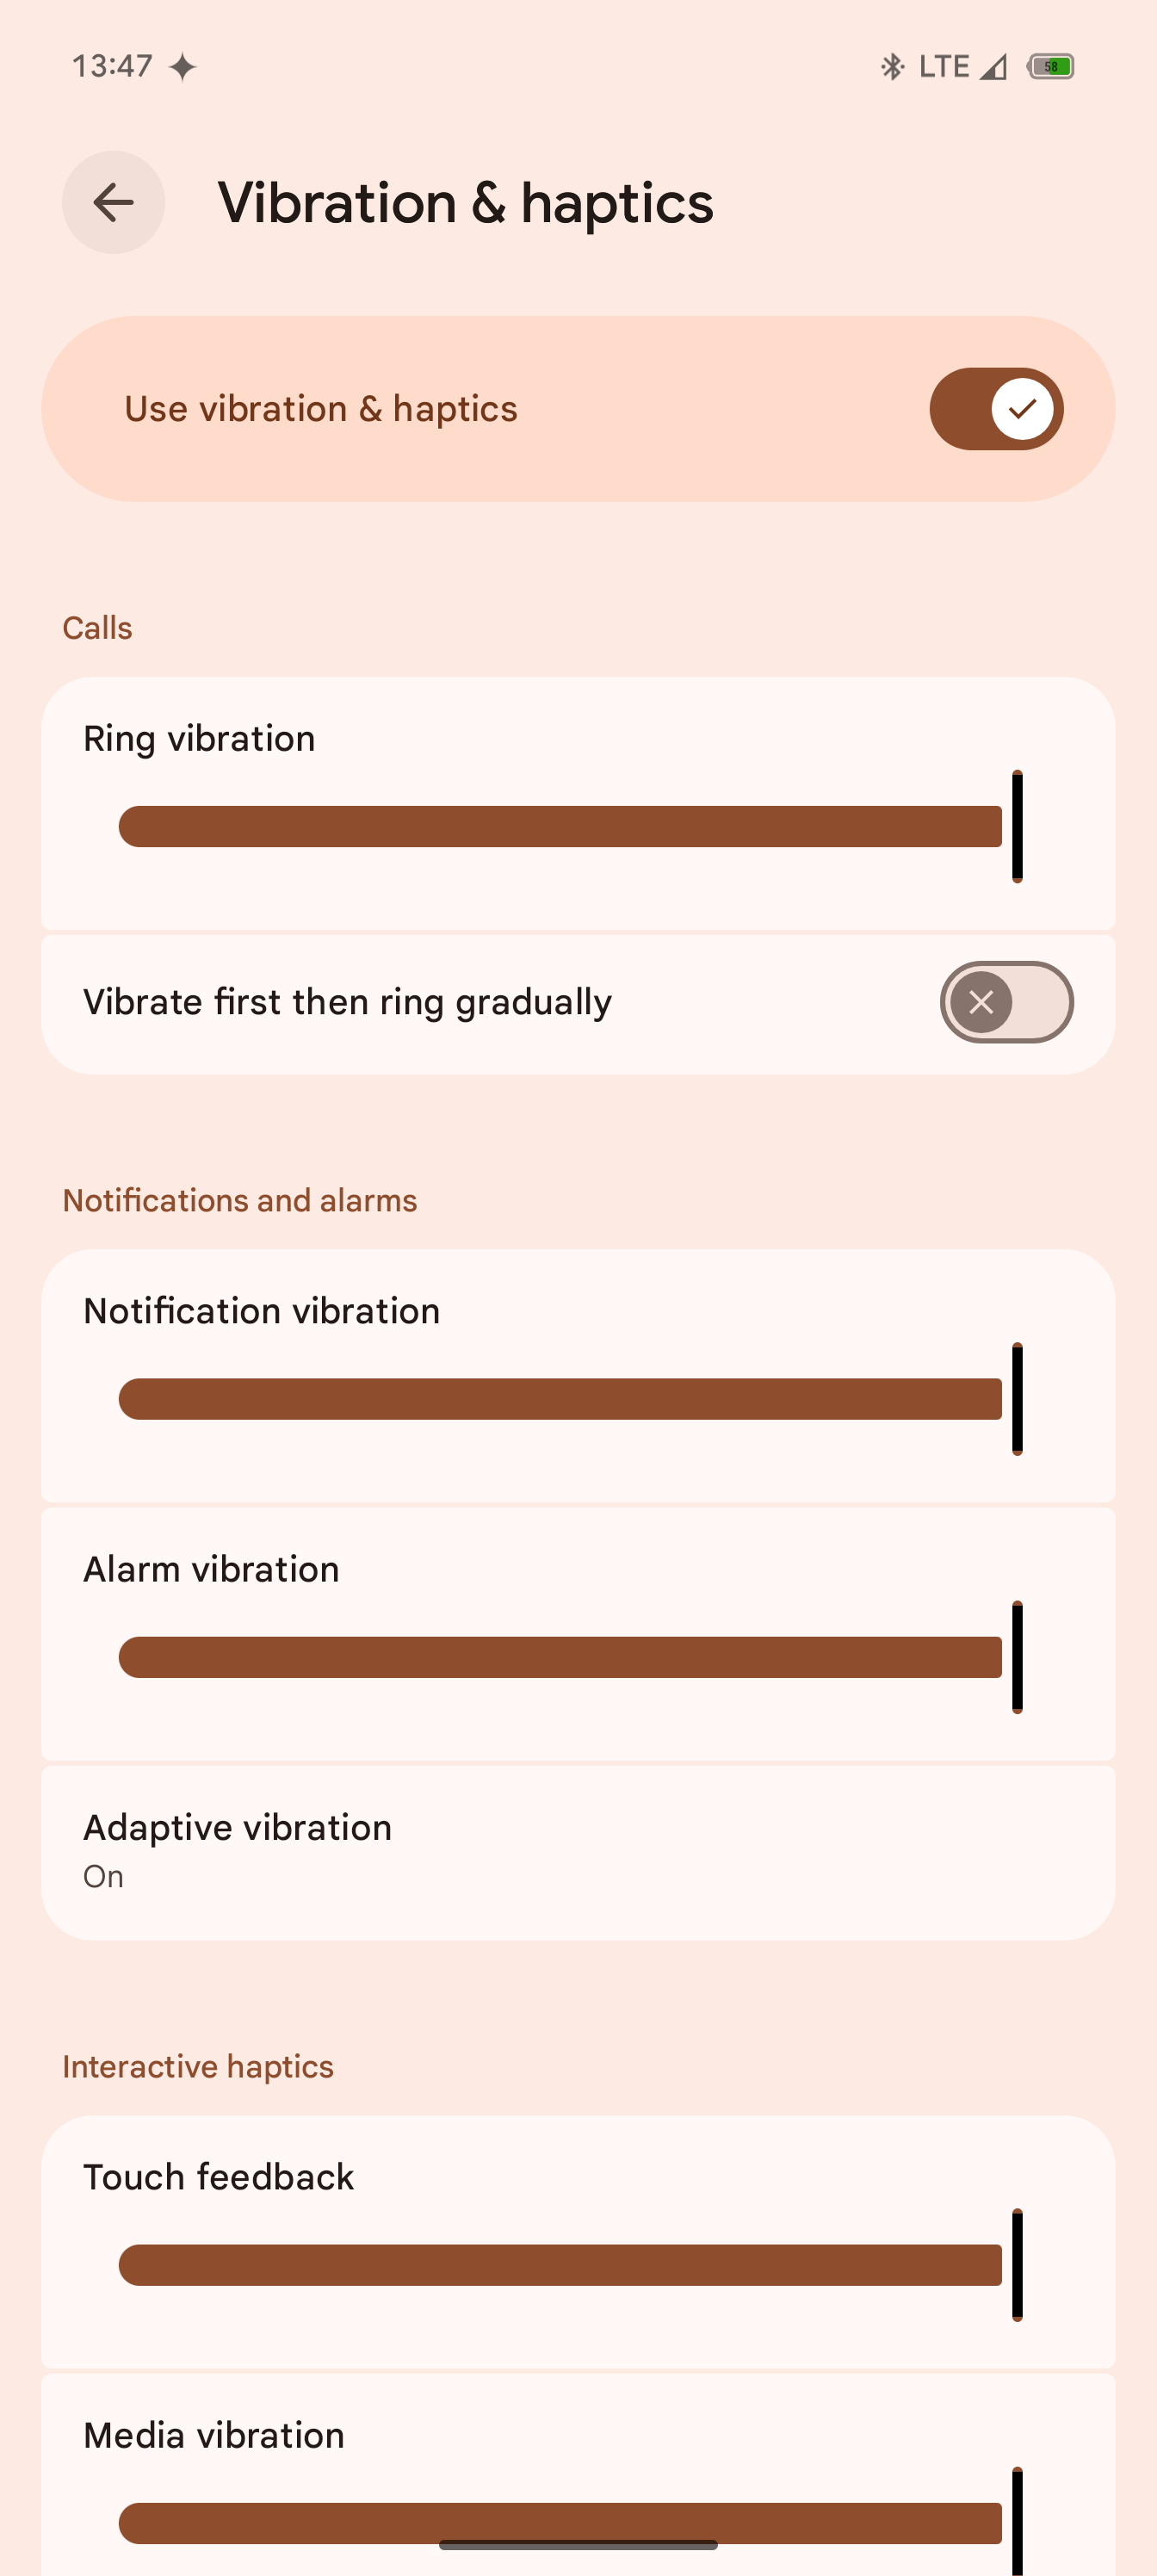 13:47
LTE
58
Vibration & haptics
Use vibration & haptics
Calls
Ring vibration
Vibrate first then ring gradually
Notifications and alarms
Notification vibration
Alarm vibration
Adaptive vibration
On
Interactive haptics
Touch feedback
Media vibration